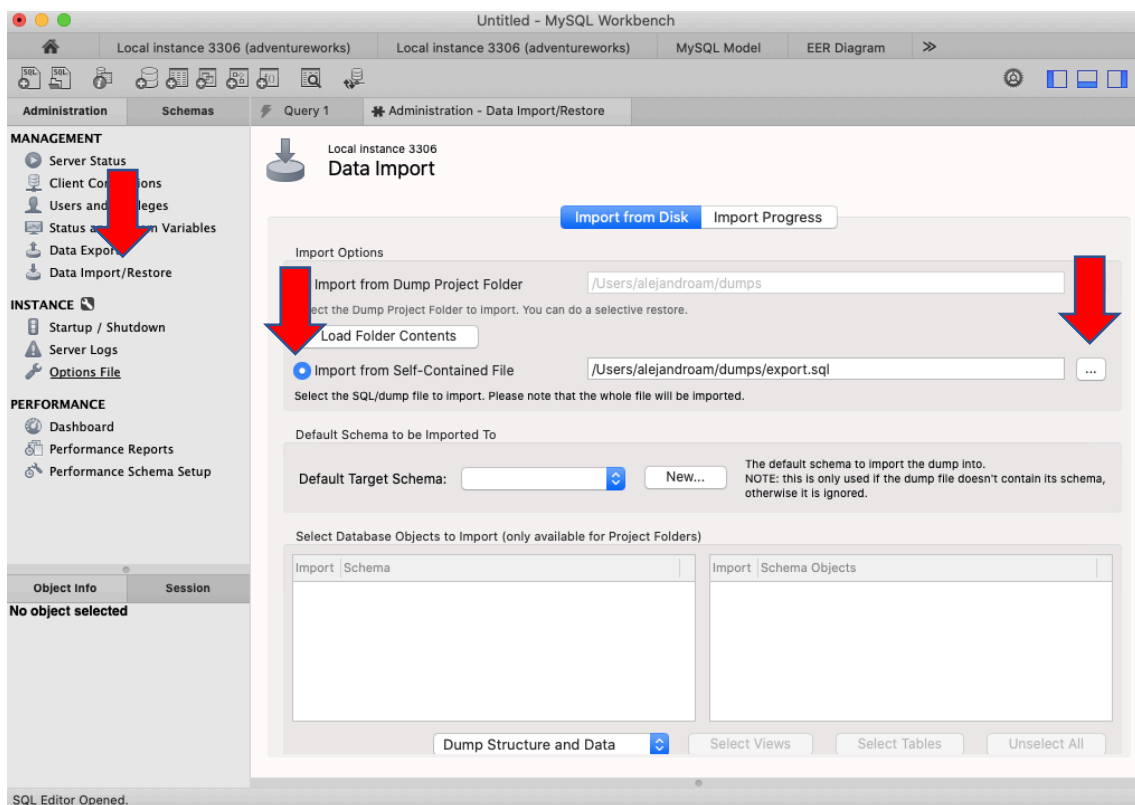 Untitled - MySQL Workbench
Local instance 3306 (adventureworks)
Local instance 3306 (adventureworks)
MySQL Model
EER Diagram
≫
SQL
SQL
Administration
Schemas
Query 1
Administration - Data Import/Restore
MANAGEMENT
Server Status
Client
Users and
Status
Variables
Data
Data Import/Restore
INSTANCE
Startup / Shutdown
Server Logs
Options File
PERFORMANCE
Dashboard
Performance Reports
Performance Schema Setup
Object Info
Session
No object selected
Local instance 3306
Data Import
Import from Disk
Import Progress
Import Options
Import from Dump Project Folder
/Users/alejandroam/dumps
the Dump Project Folder to import. You can do a selective restore.
Load Folder Contents
Import from Self-Contained File
/Users/alejandroam/dumps/export.sql
...
Select the SQL/dump file to import. Please note that the whole file will be imported.
Default Schema to be Imported To
Default Target Schema:
New...
The default schema to import the dump into.
NOTE: this is only used if the dump file doesn't contain its schema,
otherwise it is ignored.
Select Database Objects to Import (only available for Project Folders)
Import Schema
Import Schema Objects
Dump Structure and Data
Select Views
Select Tables
Unselect All
SQL Editor Opened.